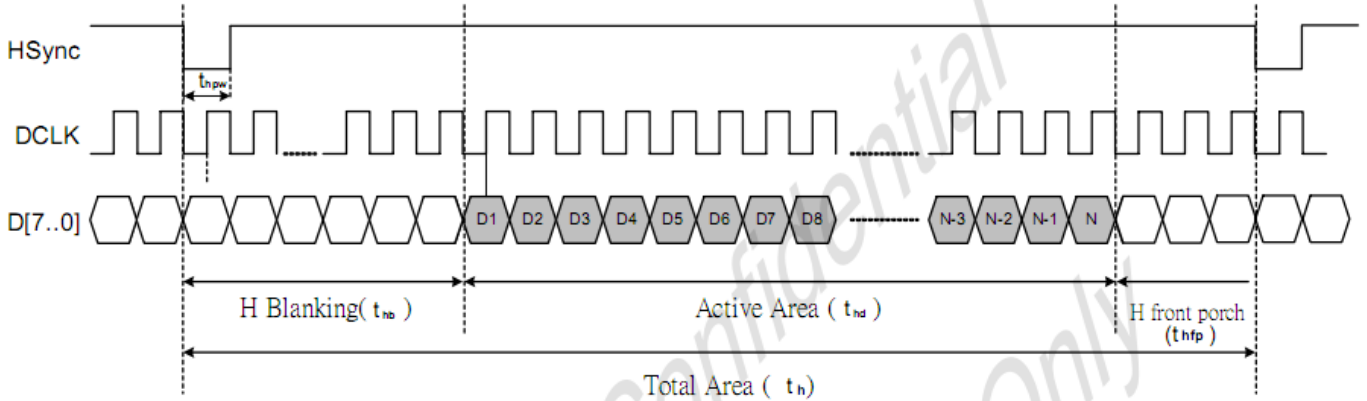 HSync
thpw
DCLK
D[7..0] D1 D2 D3 D4 D5 D6 D7 D8 N-3 N-2 N-1 N
H Blanking( thb ) Active Area ( thd ) H front porch
(thfp )
Total Area ( th)
Confidential
Only